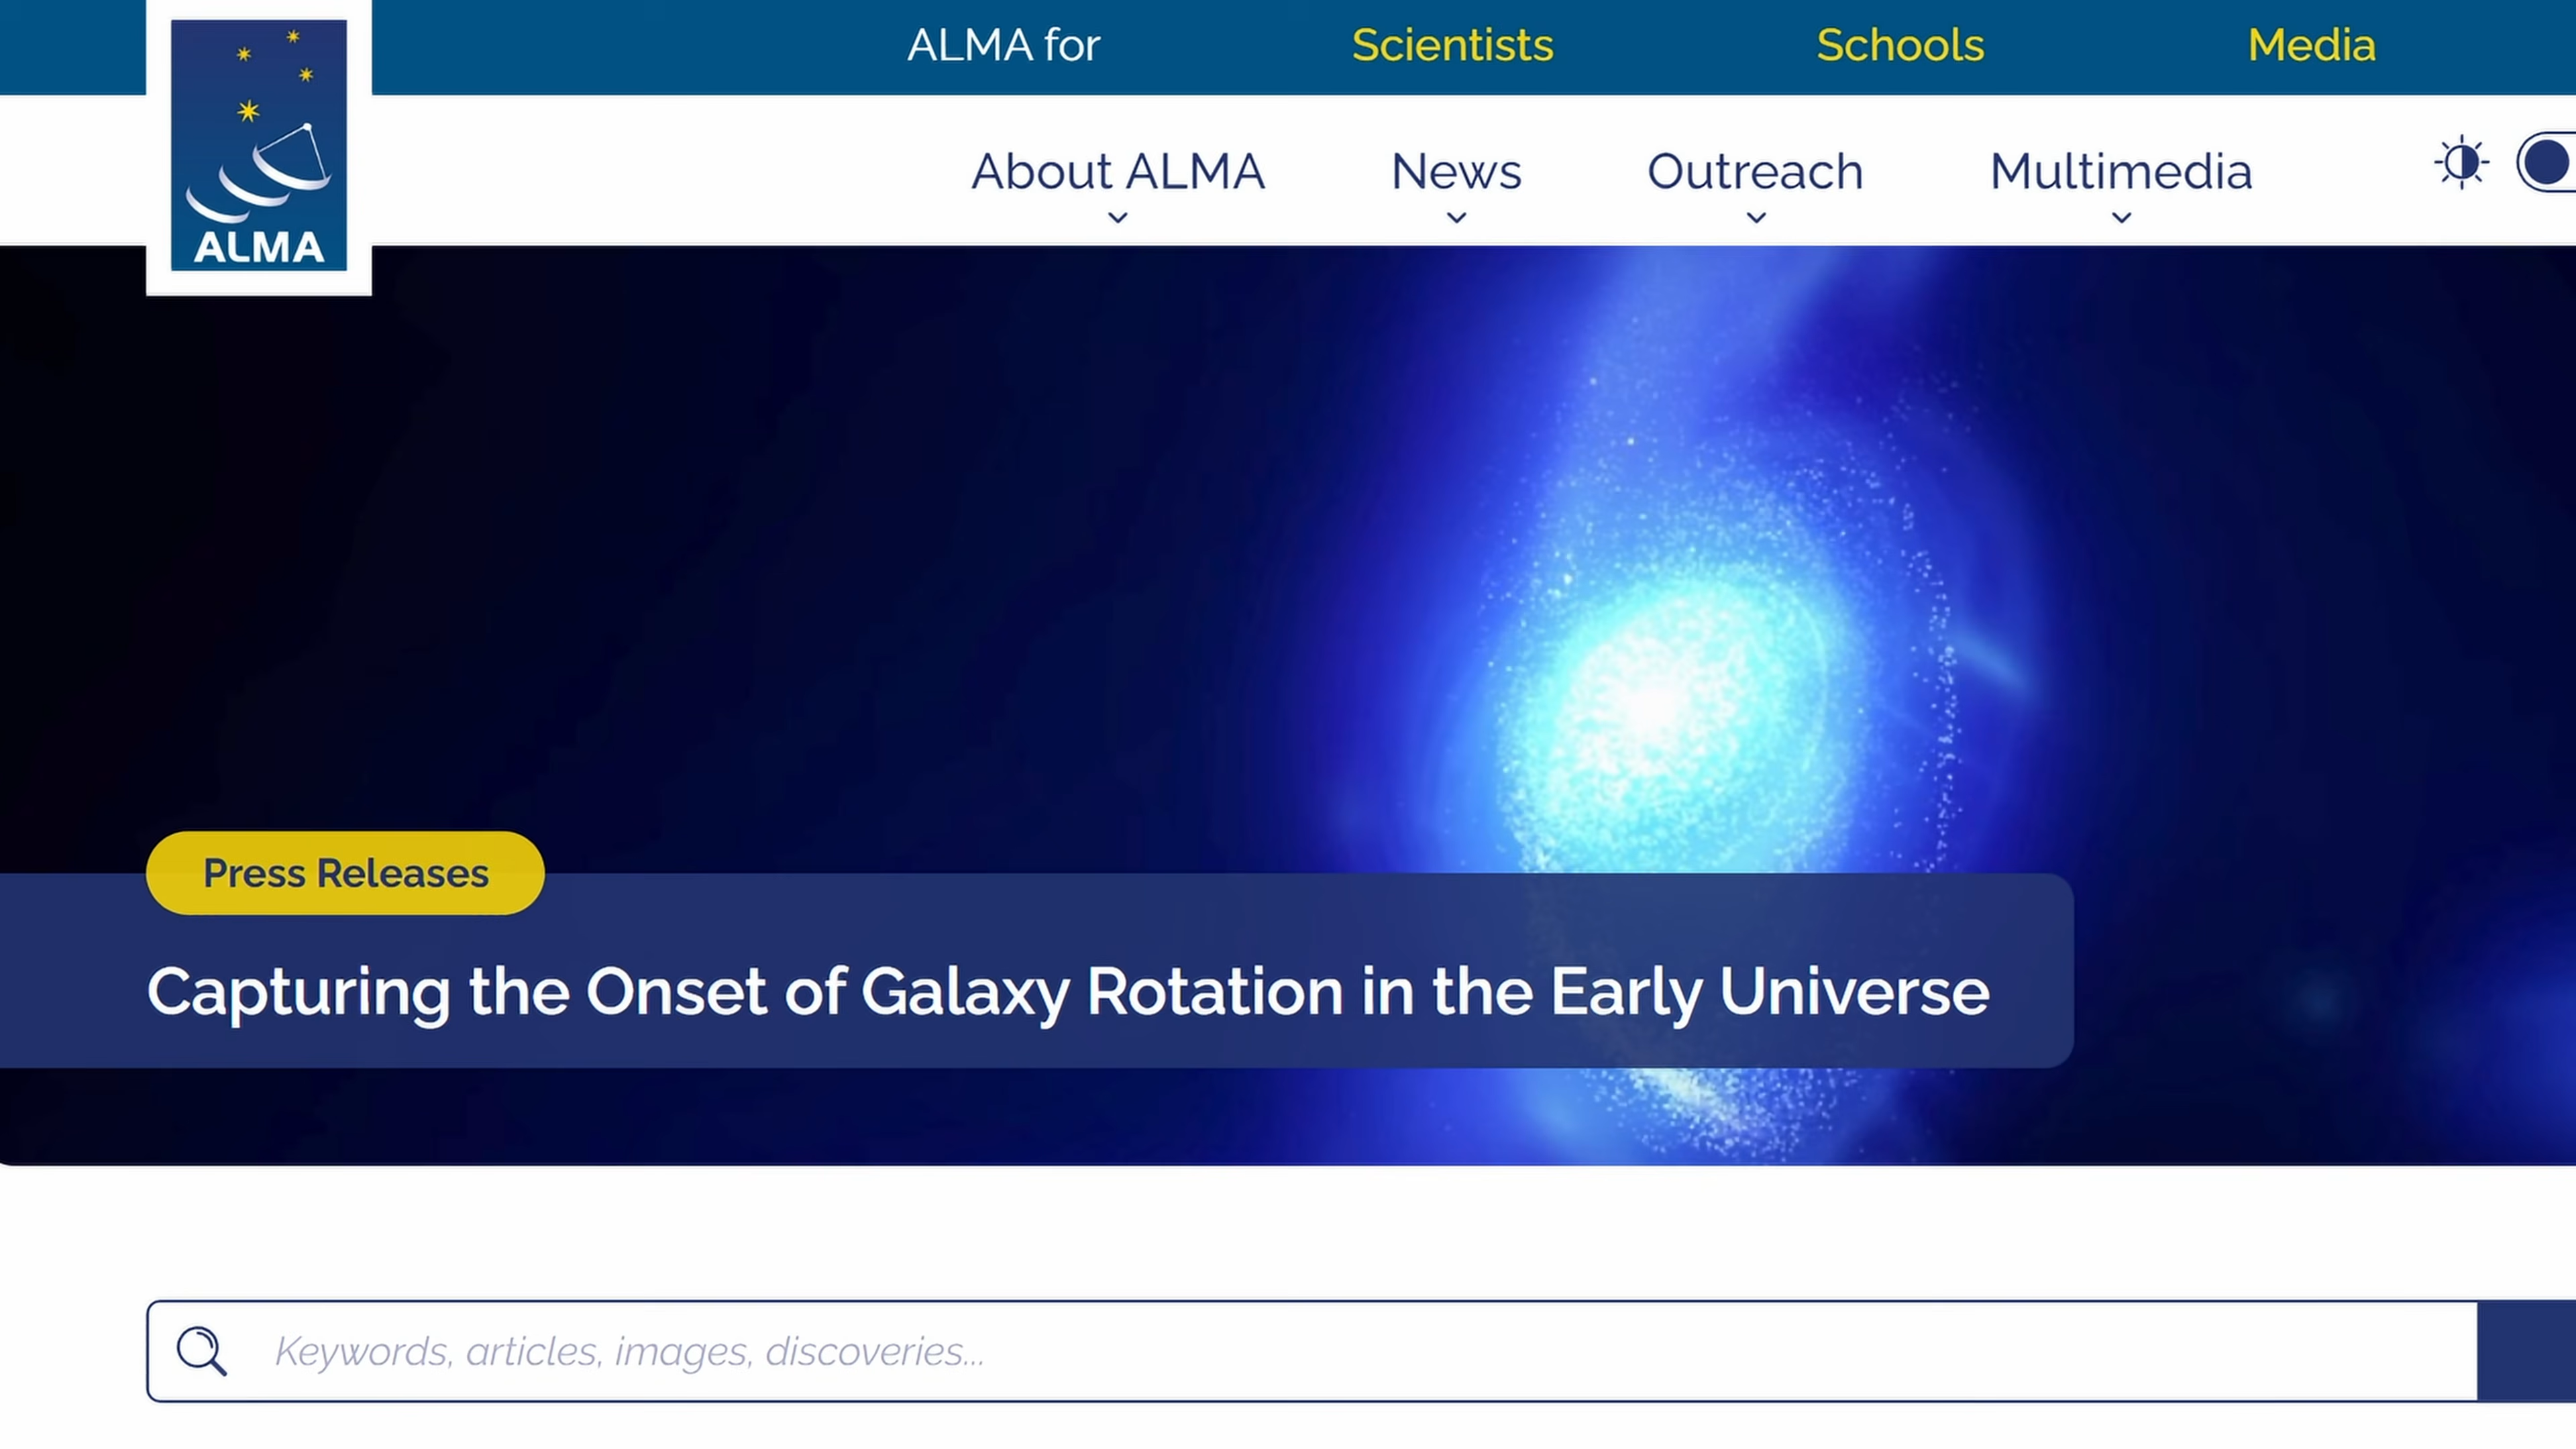 ALMA for Scientists Schools Media
ALMA
About ALMA News Outreach Multimedia
Press Releases
Capturing the Onset of Galaxy Rotation in the Early Universe
Keywords, articles, images, discoveries...